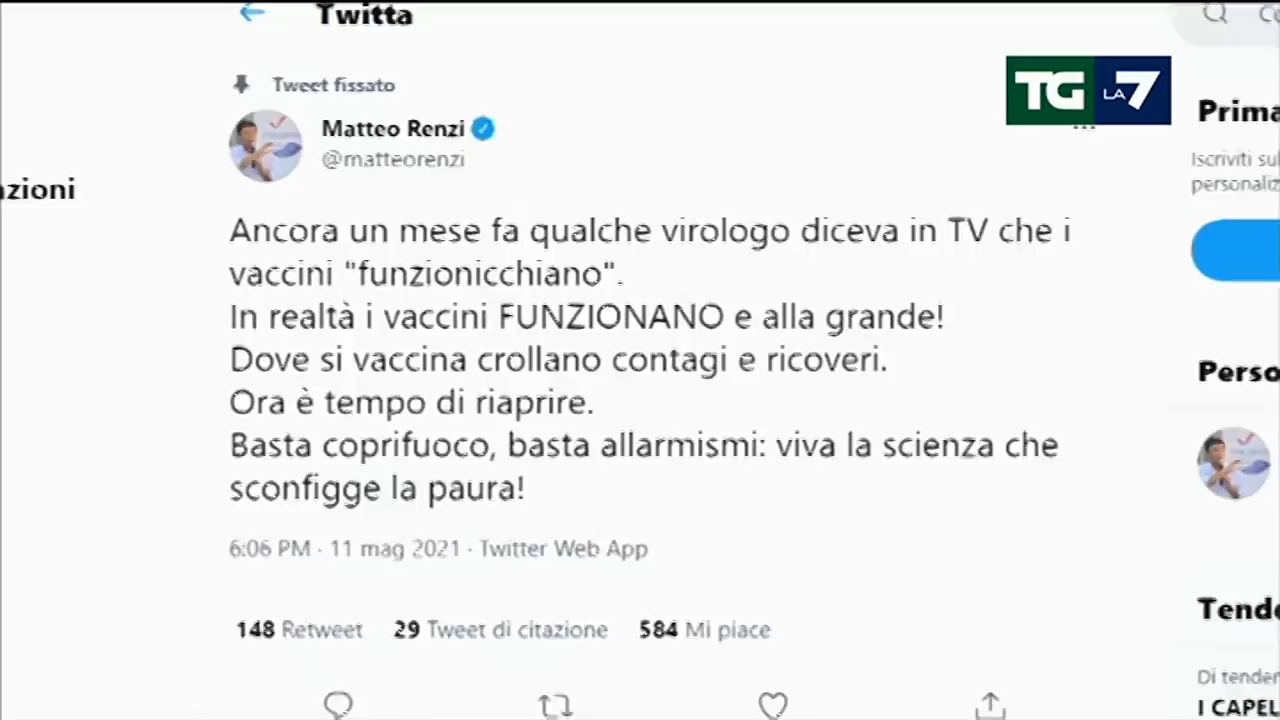 Twitta
Tweet fissato
TG LA7
Matteo Renzi
@matteorenzi
Prima
Iscriviti su
personaliz
azioni
Ancora un mese fa qualche virologo diceva in TV che i
vaccini "funzionicchiano".
In realtà i vaccini FUNZIONANO e alla grande!
Dove si vaccina crollano contagi e ricoveri.
Ora è tempo di riaprire.
Basta coprifuoco, basta allarmismi: viva la scienza che
sconfigge la paura!
6:06 PM · 11 mag 2021 · Twitter Web App
148 Retweet 29 Tweet di citazione 584 Mi piace
Perso
Tende
Di tenden
I CAPEL